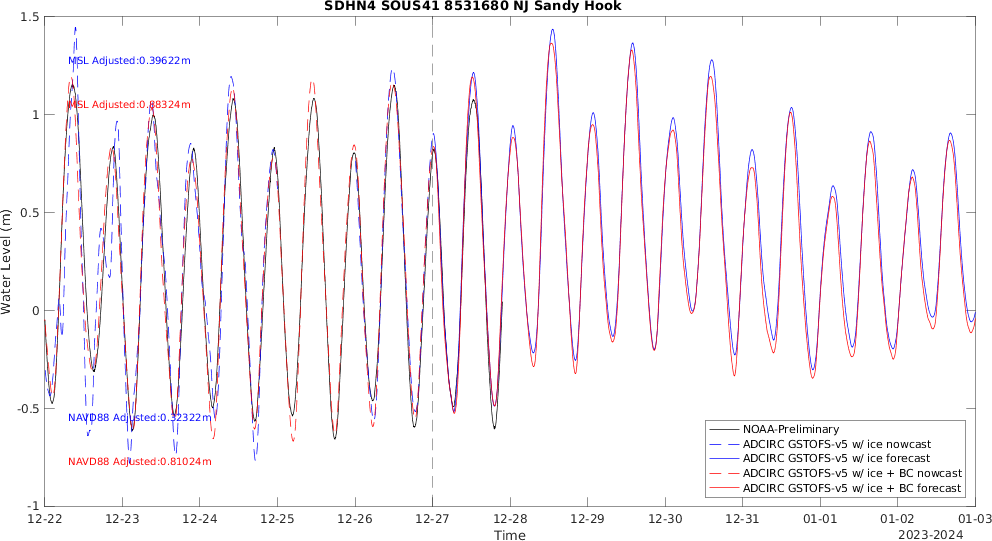 SDHN4 SOUS41 8531680 NJ Sandy Hook
1.5
1
0.5
0
-0.5
-1
Water Level (m)
MSL Adjusted:0.39622m
MSL Adjusted:0.88324m
NAVD88 Adjusted:0.32322m
NAVD88 Adjusted:0.81024m
NOAA-Preliminary
ADCIRC GSTOFS-v5 w/ ice nowcast
ADCIRC GSTOFS-v5 w/ ice forecast
ADCIRC GSTOFS-v5 w/ ice + BC nowcast
ADCIRC GSTOFS-v5 w/ ice + BC forecast
12-22 12-23 12-24 12-25 12-26 12-27 12-28 12-29 12-30 12-31 01-01 01-02 01-03
Time
2023-2024